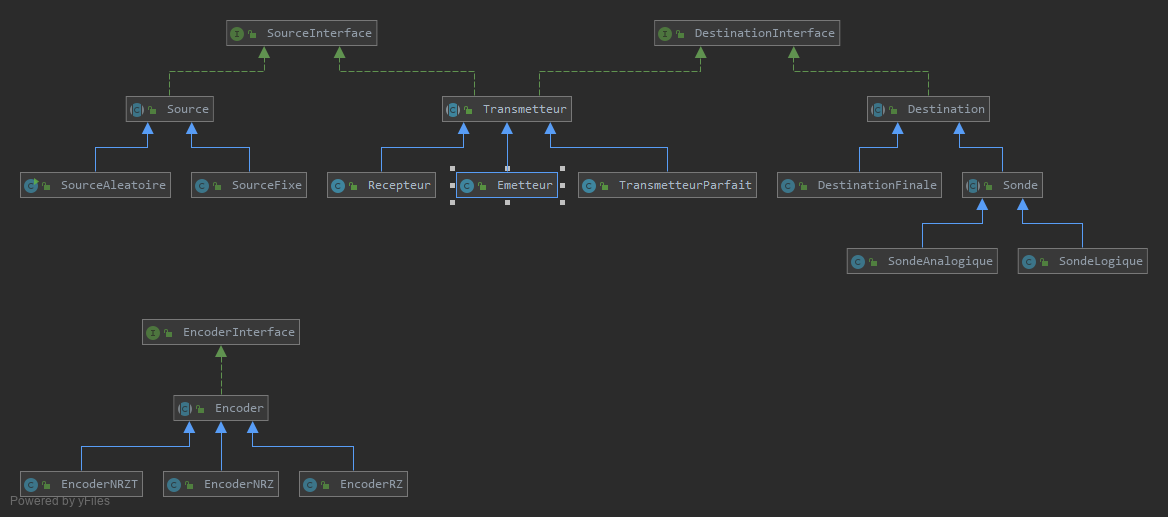 SourceInterface
DestinationInterface
Source
Transmetteur
Destination
SourceAleatoire
SourceFixe
Recepteur
Emetteur
TransmetteurParfait
DestinationFinale
Sonde
SondeAnalogique
SondeLogique
EncoderInterface
Encoder
EncoderNRZT
EncoderNRZ
EncoderRZ
Powered by yFiles